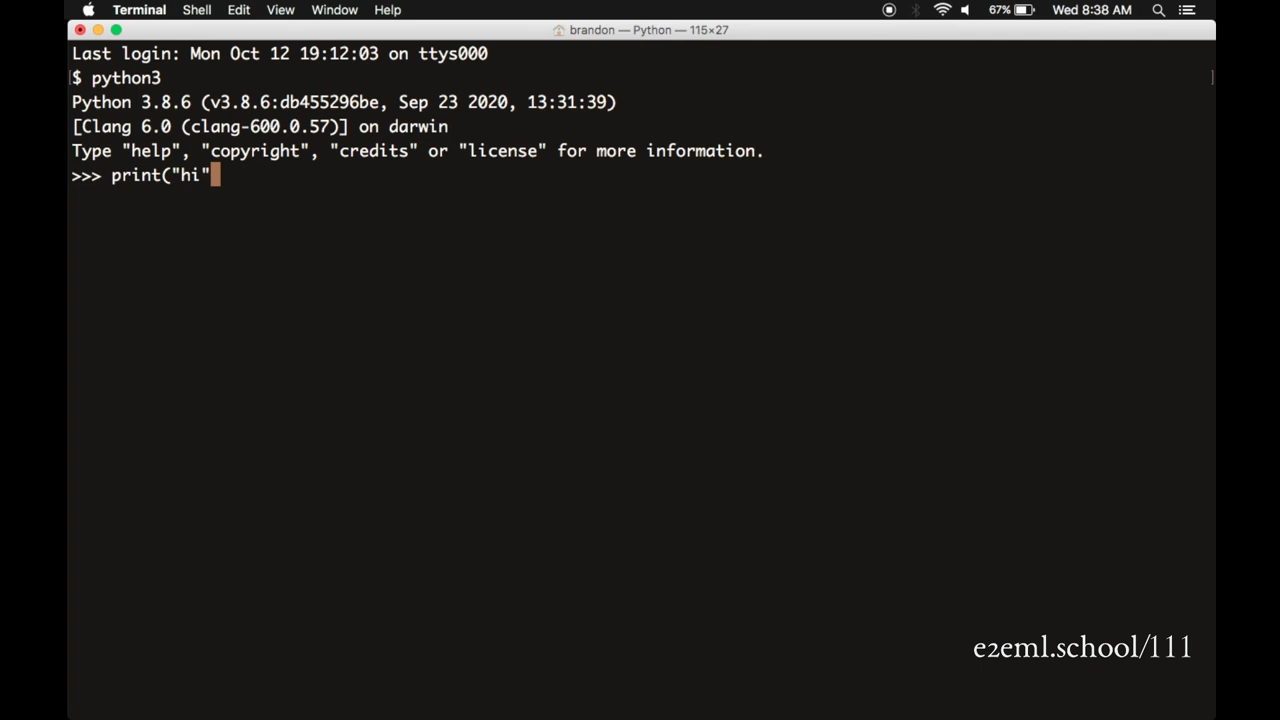 Terminal Shell Edit View Window Help 67% Wed 8:38 AM
brandon — Python — 115×27
Last login: Mon Oct 12 19:12:03 on ttys000
$ python3
Python 3.8.6 (v3.8.6:db455296be, Sep 23 2020, 13:31:39)
[Clang 6.0 (clang-600.0.57)] on darwin
Type "help", "copyright", "credits" or "license" for more information.
>>> print("hi"
e2eml.school/111